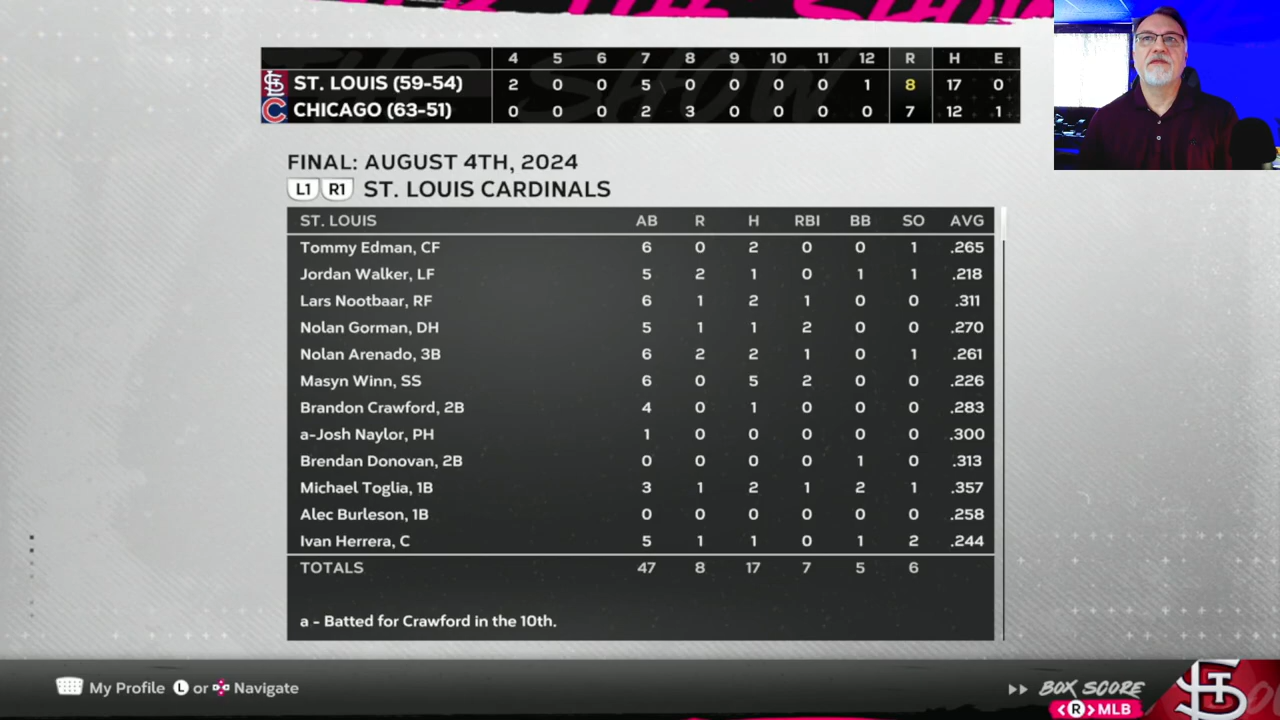 4 5 6 7 8 9 10 11 12 R H E
ST. LOUIS (59-54) 2 0 0 5 0 0 0 0 1 8 17 0
CHICAGO (63-51) 0 0 0 2 3 0 0 0 0 7 12 1
FINAL: AUGUST 4TH, 2024
L1 R1 ST. LOUIS CARDINALS
ST. LOUIS AB R H RBI BB SO AVG
Tommy Edman, CF 6 0 2 0 0 1 .265
Jordan Walker, LF 5 2 1 0 1 1 .218
Lars Nootbaar, RF 6 1 2 1 0 0 .311
Nolan Gorman, DH 5 1 1 2 0 0 .270
Nolan Arenado, 3B 6 2 2 1 0 1 .261
Masyn Winn, SS 6 0 5 2 0 0 .226
Brandon Crawford, 2B 4 0 1 0 0 0 .283
a-Josh Naylor, PH 1 0 0 0 0 0 .300
Brendan Donovan, 2B 0 0 0 0 1 0 .313
Michael Toglia, 1B 3 1 2 1 2 1 .357
Alec Burleson, 1B 0 0 0 0 0 0 .258
Ivan Herrera, C 5 1 1 0 1 2 .244
TOTALS 47 8 17 7 5 6
a - Batted for Crawford in the 10th.
My Profile L or Navigate
BOX SCORE
R MLB